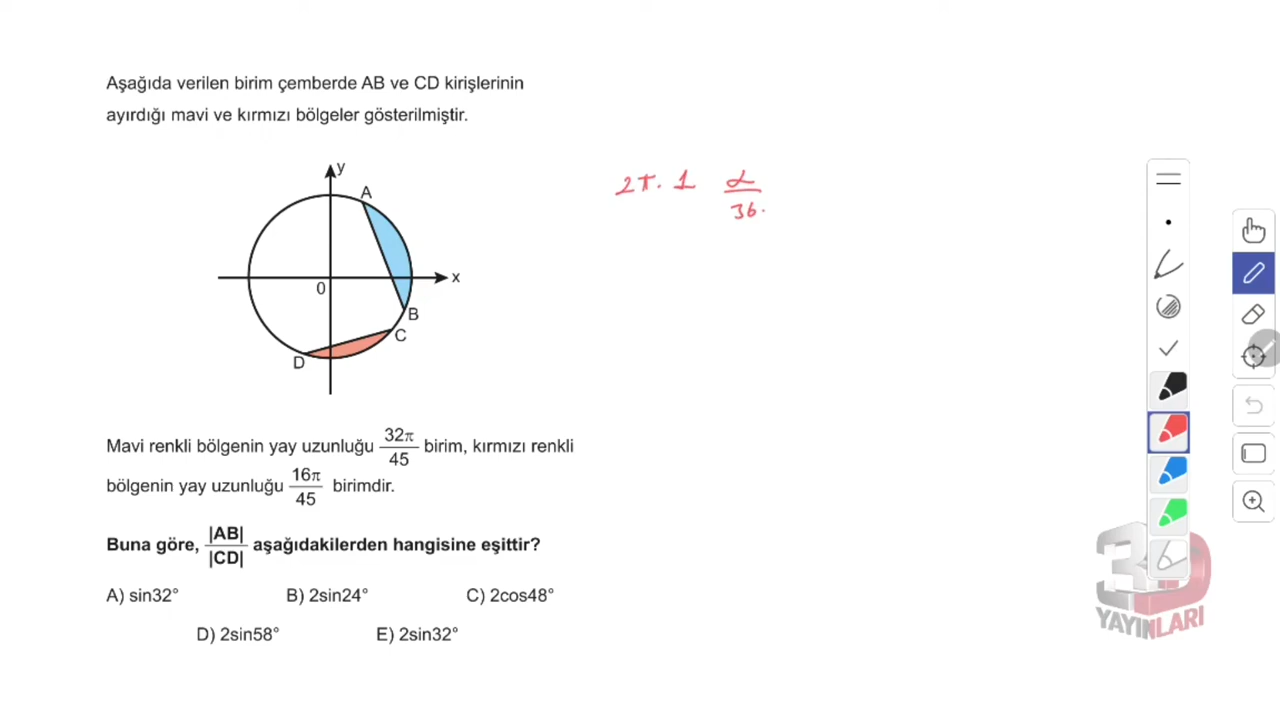 Aşağıda verilen birim çemberde AB ve CD kirişlerinin
ayırdığı mavi ve kırmızı bölgeler gösterilmiştir.
y
A
x
0
B
C
D
2π. 1 α/36.
Mavi renkli bölgenin yay uzunluğu 32π/45 birim, kırmızı renkli
bölgenin yay uzunluğu 16π/45 birimdir.
Buna göre, |AB|/|CD| aşağıdakilerden hangisine eşittir?
A) sin32° B) 2sin24° C) 2cos48°
D) 2sin58° E) 2sin32°
3D
YAYINLARI